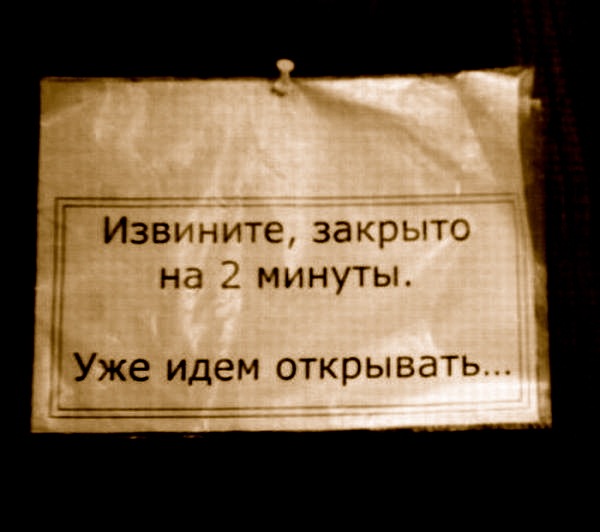 Извините, закрыто
на 2 минуты.
Уже идем открывать...